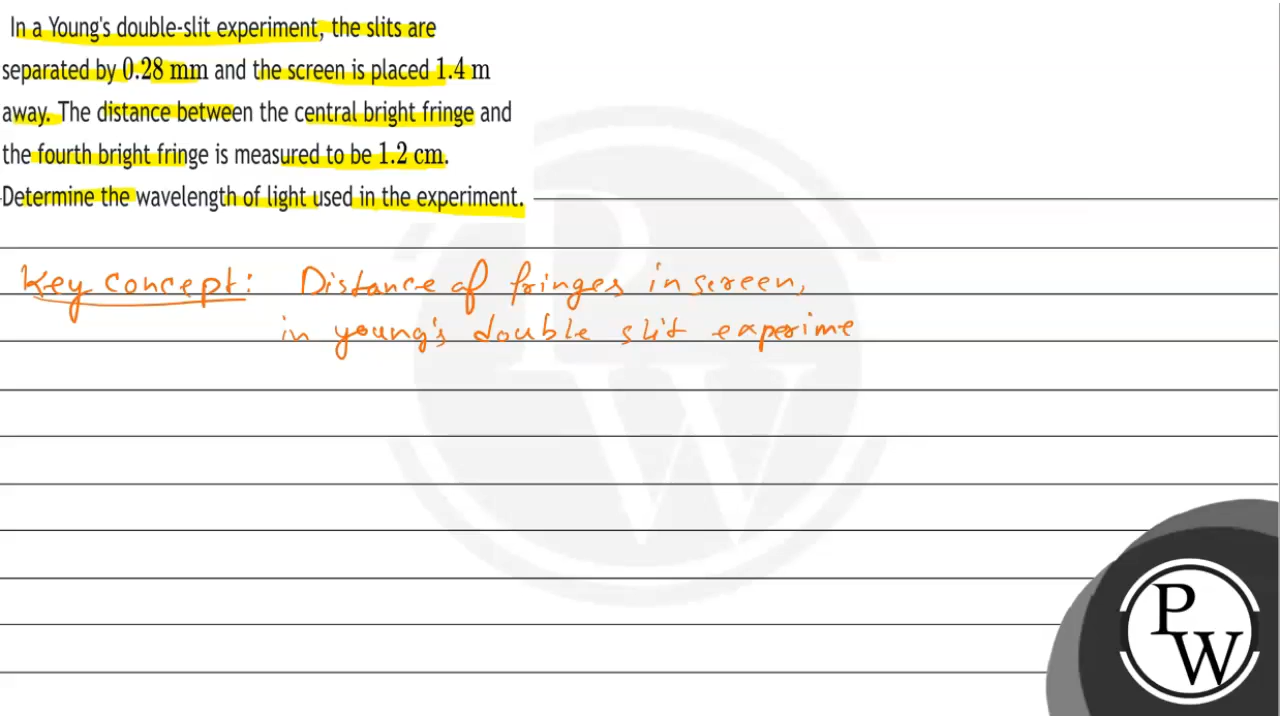 In a Young's double-slit experiment, the slits are
separated by 0.28 mm and the screen is placed 1.4 m
away. The distance between the central bright fringe and
the fourth bright fringe is measured to be 1.2 cm.
Determine the wavelength of light used in the experiment.
Key Concept: Distance of fringes in screen,
in young's double slit experime
P
W
P
W